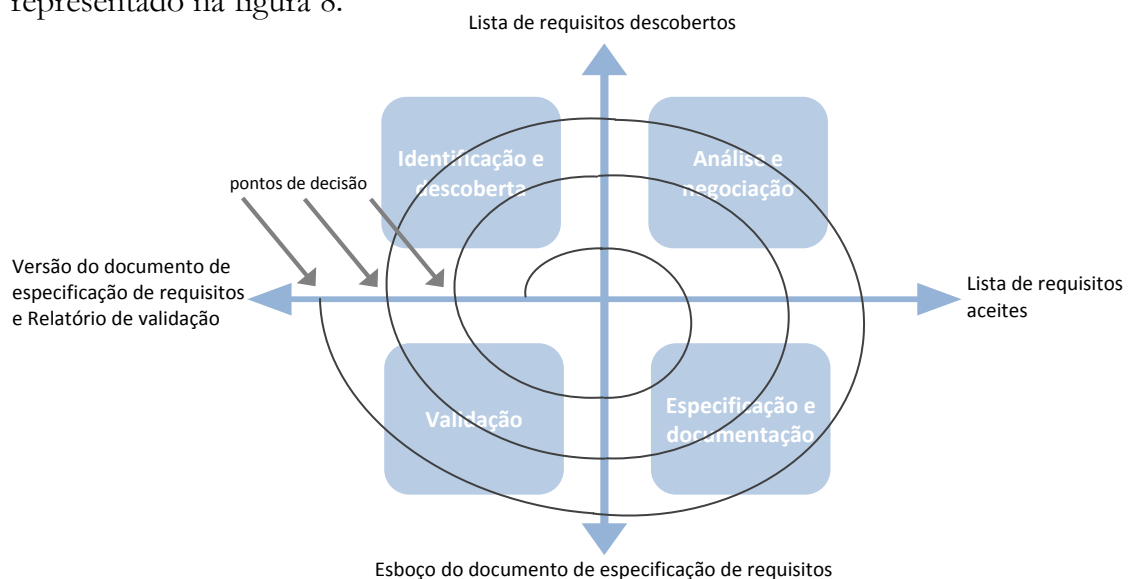 representado na figura 8.
Lista de requisitos descobertos
Identificação e
descoberta
Análise e
negociação
pontos de decisão
Versão do documento de
especificação de requisitos
e Relatório de validação
Lista de requisitos
aceites
Validação
Especificação e
documentação
Esboço do documento de especificação de requisitos